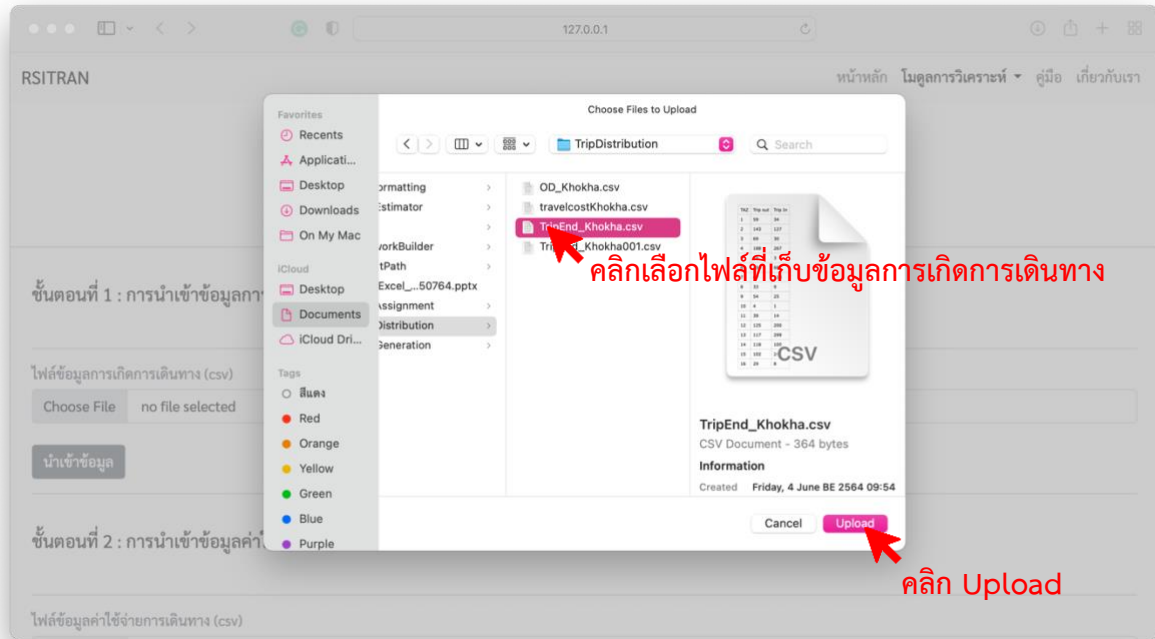 127.0.0.1
RSITRAN
หน้าหลัก โมดูลการวิเคราะห์ คู่มือ เกี่ยวกับเรา
Choose Files to Upload
TripDistribution
Search
Favorites
Recents
Applicati...
Desktop
Downloads
On My Mac
iCloud
Desktop
Documents
iCloud Dri...
Tags
สีแดง
Red
Orange
Yellow
Green
Blue
Purple
ormatting
Estimator
workBuilder
tPath
Excel_...50764.pptx
Assignment
Distribution
Generation
OD_Khokha.csv
travelcostKhokha.csv
TripEnd_Khokha.csv
TripEnd_Khokha001.csv
คลิกเลือกไฟล์ที่เก็บข้อมูลการเกิดการเดินทาง
CSV
TripEnd_Khokha.csv
CSV Document - 364 bytes
Information
Created Friday, 4 June BE 2564 09:54
Cancel Upload
คลิก Upload
ขั้นตอนที่ 1 : การนำเข้าข้อมูลกา
ไฟล์ข้อมูลการเกิดการเดินทาง (csv)
Choose File no file selected
นำเข้าข้อมูล
ขั้นตอนที่ 2 : การนำเข้าข้อมูลค่า
ไฟล์ข้อมูลค่าใช้จ่ายการเดินทาง (csv)